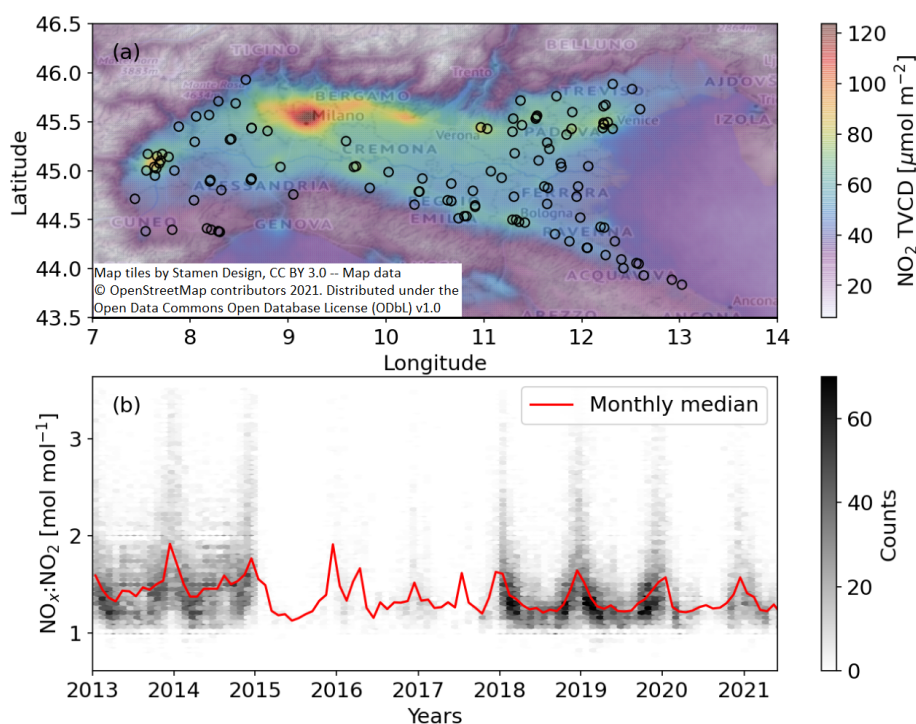 46.5
(a)
46.0
45.5
45.0
44.5
44.0
43.5
Latitude
TICINO
BELLUNO
Trento
AJDOVŠ
BERGAMO
TREVISO
IZOLA
Milano
Verona
PADOVA
Venice
CREMONA
ALESSANDRIA
FERRARA
REGGIO
EMILIA
Bologna
CUNEO
GENOVA
RAVENNA
ACQUAVIVA
AREZZO
Ancona
Map tiles by Stamen Design, CC BY 3.0 -- Map data
© OpenStreetMap contributors 2021. Distributed under the
Open Data Commons Open Database License (ODbL) v1.0
7 8 9 10 11 12 13 14
Longitude
120
100
80
60
40
20
NO₂ TVCD [μmol m⁻²]
(b)
Monthly median
3
2
1
NOₓ:NO₂ [mol mol⁻¹]
2013 2014 2015 2016 2017 2018 2019 2020 2021
Years
60
40
20
0
Counts